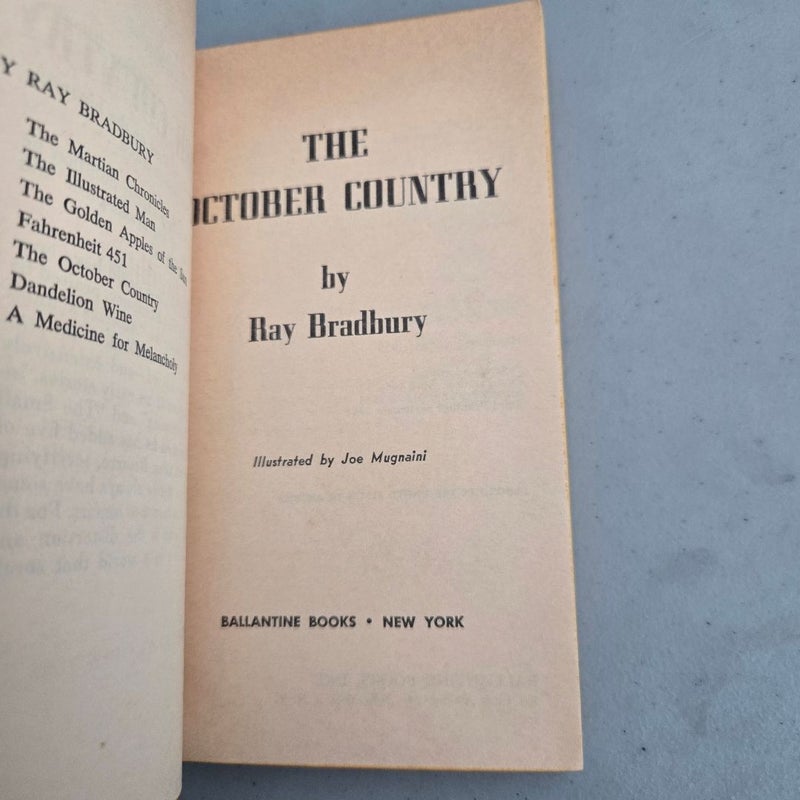 Y RAY BRADBURY
The Martian Chronicles
The Illustrated Man
The Golden Apples of the Sun
Fahrenheit 451
The October Country
Dandelion Wine
A Medicine for Melancholy
THE
OCTOBER COUNTRY
by
Ray Bradbury
Illustrated by Joe Mugnaini
BALLANTINE BOOKS • NEW YORK